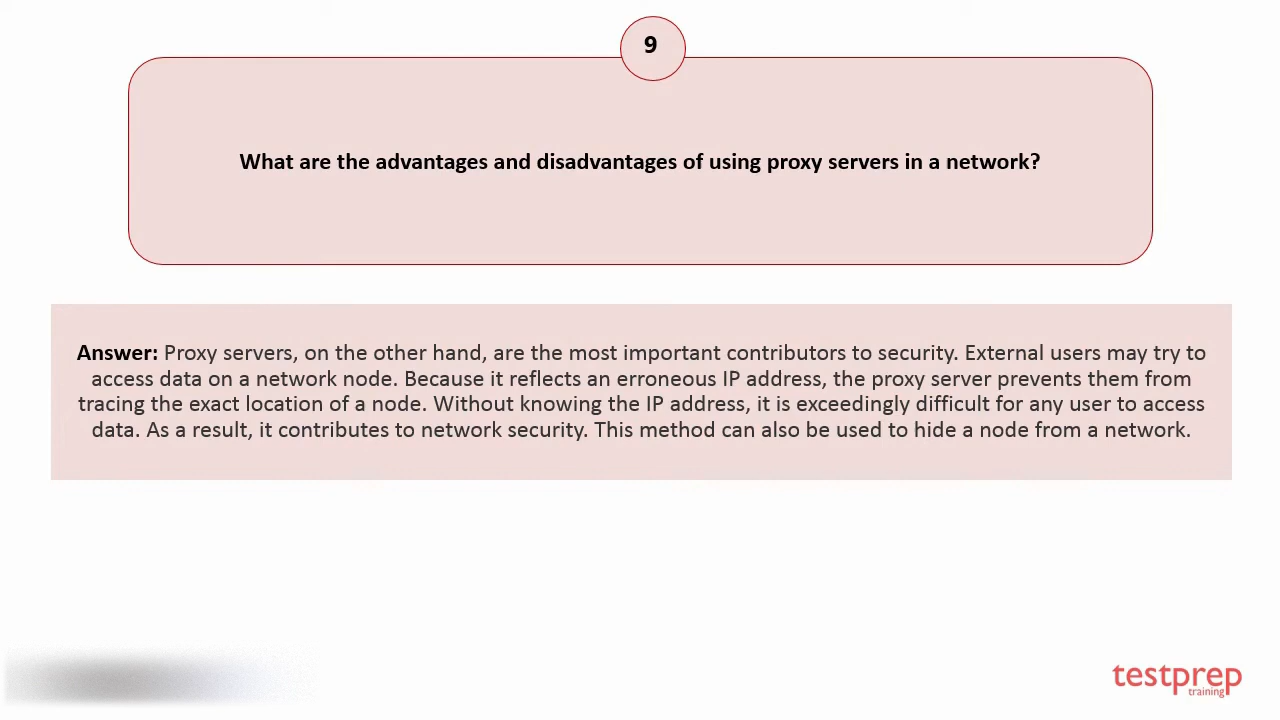 9
What are the advantages and disadvantages of using proxy servers in a network?
Answer: Proxy servers, on the other hand, are the most important contributors to security. External users may try to
access data on a network node. Because it reflects an erroneous IP address, the proxy server prevents them from
tracing the exact location of a node. Without knowing the IP address, it is exceedingly difficult for any user to access
data. As a result, it contributes to network security. This method can also be used to hide a node from a network.
testprep
training